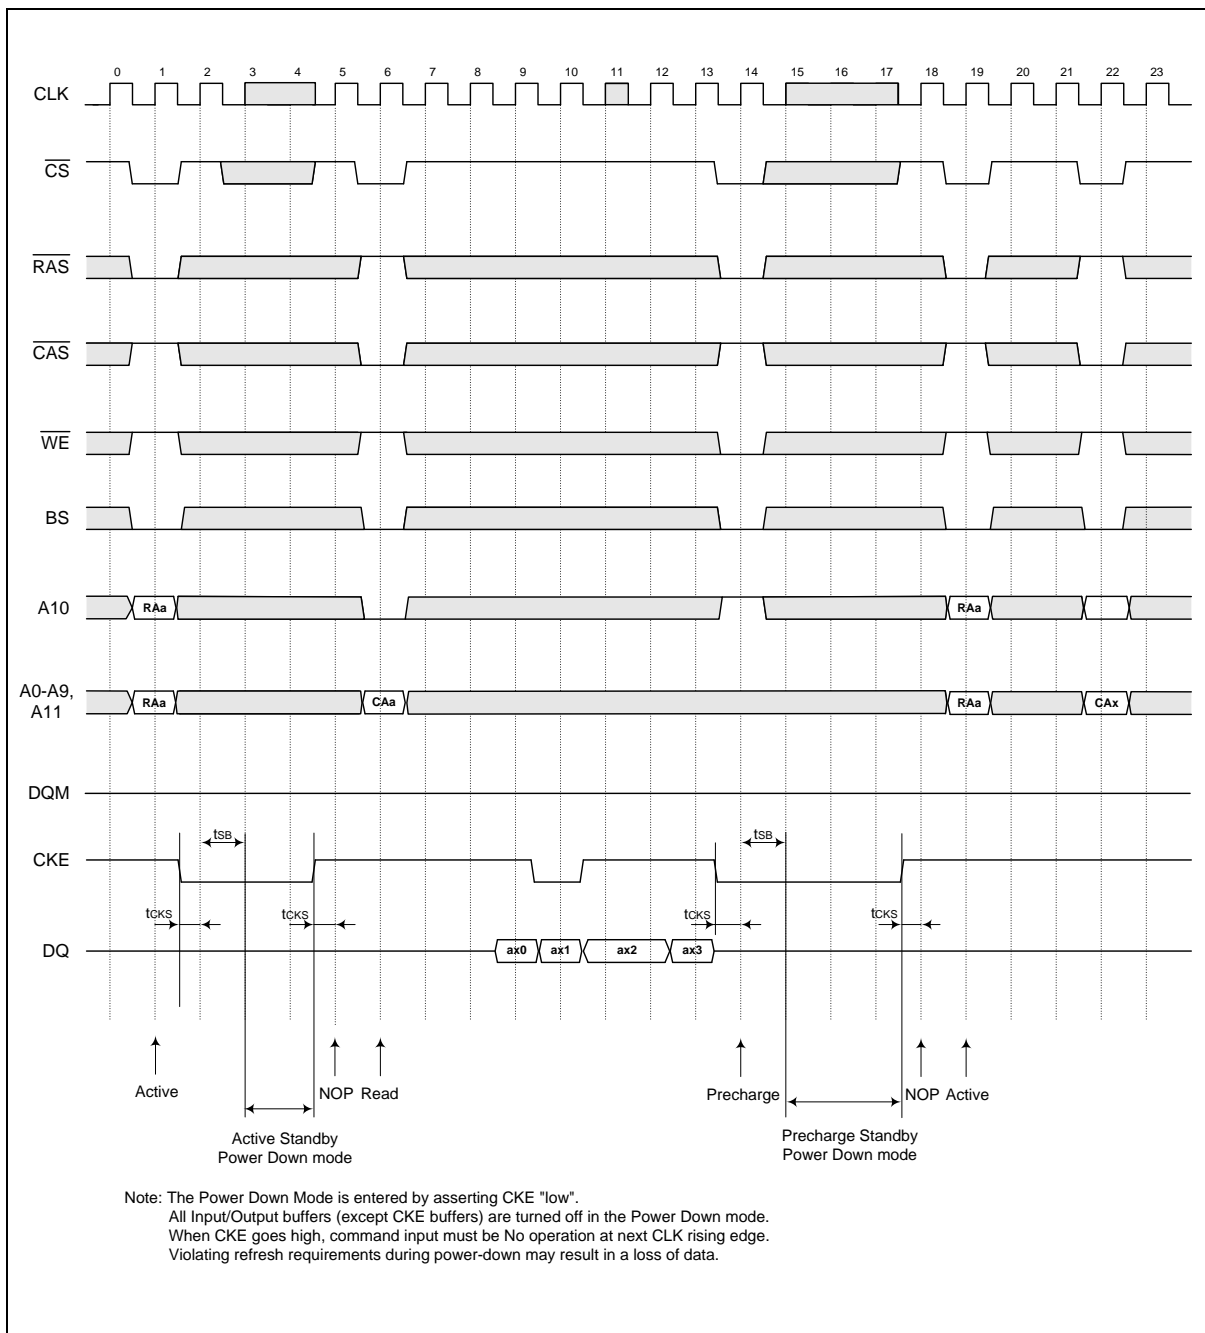 0 1 2 3 4 5 6 7 8 9 10 11 12 13 14 15 16 17 18 19 20 21 22 23
CLK
CS
RAS
CAS
WE
BS
A10 RAa RAa
A0-A9,
A11
RAa CAa RAa CAx
DQM
tSB tSB
CKE
tCKS tCKS tCKS tCKS
DQ ax0 ax1 ax2 ax3
Active NOP Read Precharge NOP Active
Active Standby
Power Down mode
Precharge Standby
Power Down mode
Note: The Power Down Mode is entered by asserting CKE "low".
All Input/Output buffers (except CKE buffers) are turned off in the Power Down mode.
When CKE goes high, command input must be No operation at next CLK rising edge.
Violating refresh requirements during power-down may result in a loss of data.